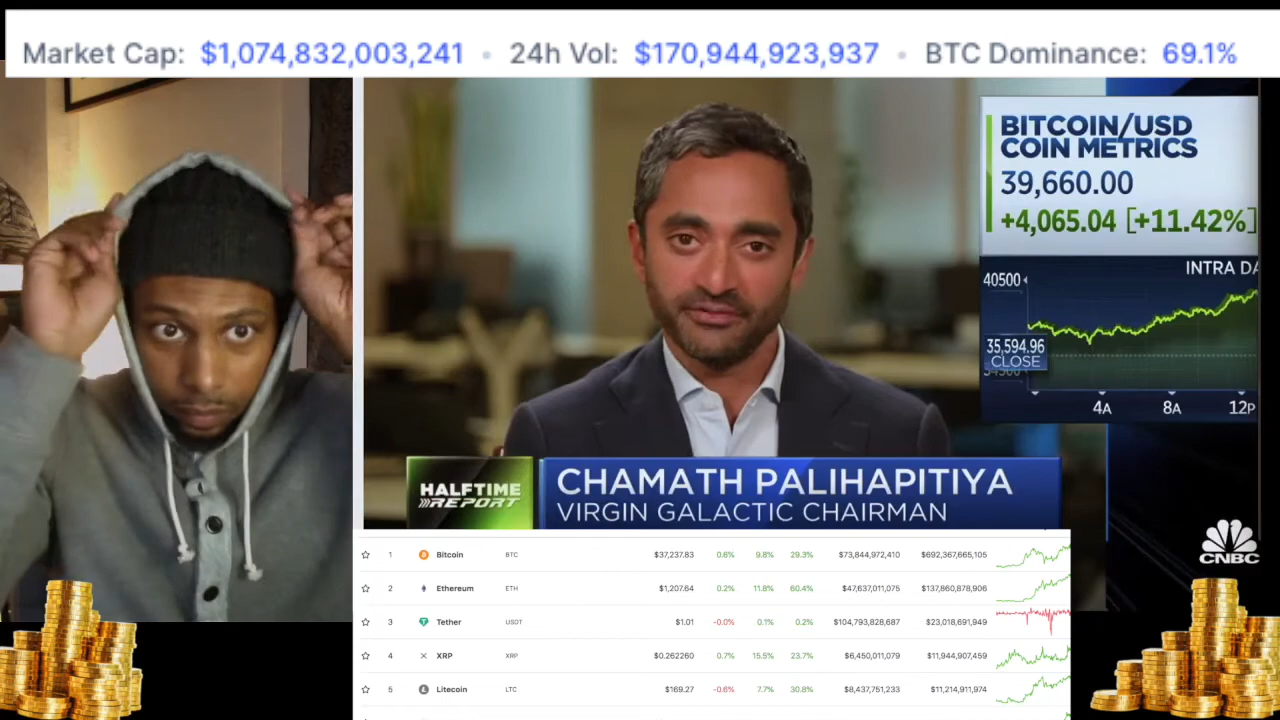 Market Cap: $1,074,832,003,241 • 24h Vol: $170,944,923,937 • BTC Dominance: 69.1%
BITCOIN/USD
COIN METRICS
39,660.00
+4,065.04 [+11.42%]
INTRA DA
40500
35,594.96
CLOSE
4A 8A 12P
HALFTIME
REPORT
CHAMATH PALIHAPITIYA
VIRGIN GALACTIC CHAIRMAN
CNBC
1 Bitcoin BTC $37,237.83 0.6% 9.8% 29.3% $73,844,972,410 $692,367,665,105
2 Ethereum ETH $1,207.64 0.2% 11.8% 60.4% $47,637,011,075 $137,860,878,906
3 Tether USDT $1.01 -0.0% 0.1% 0.2% $104,793,828,687 $23,018,691,949
4 XRP XRP $0.262260 0.7% 15.5% 23.7% $6,450,011,079 $11,944,907,459
5 Litecoin LTC $169.27 -0.6% 7.7% 30.8% $8,437,751,233 $11,214,911,974